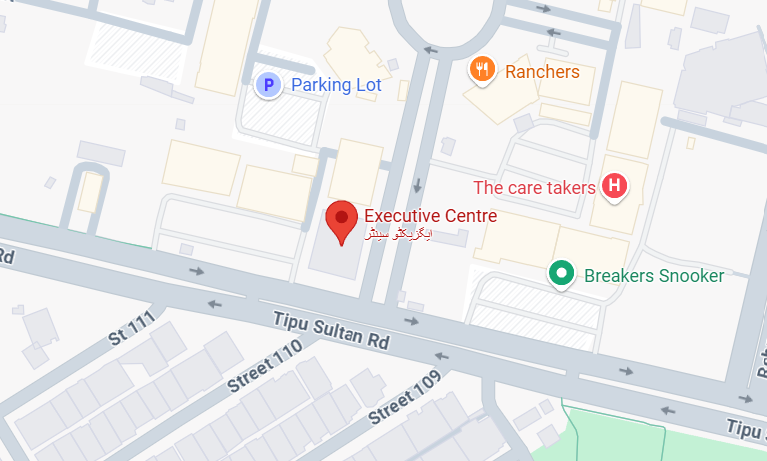 Ranchers
Parking Lot
The care takers
H
Executive Centre
ایگزیکٹو سینٹر
Breakers Snooker
Rd
Tipu Sultan Rd
St 111
Street 110
Street 109
Tipu S
P